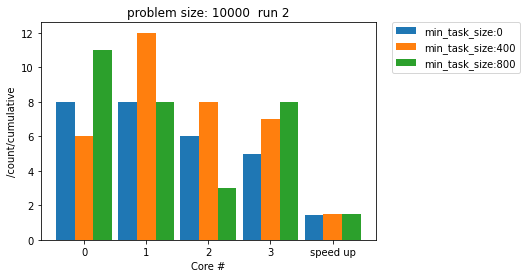 problem size: 10000  run 2
min_task_size:0
min_task_size:400
min_task_size:800
12
10
8
6
4
2
0
/count/cumulative
0 1 2 3 speed up
Core #